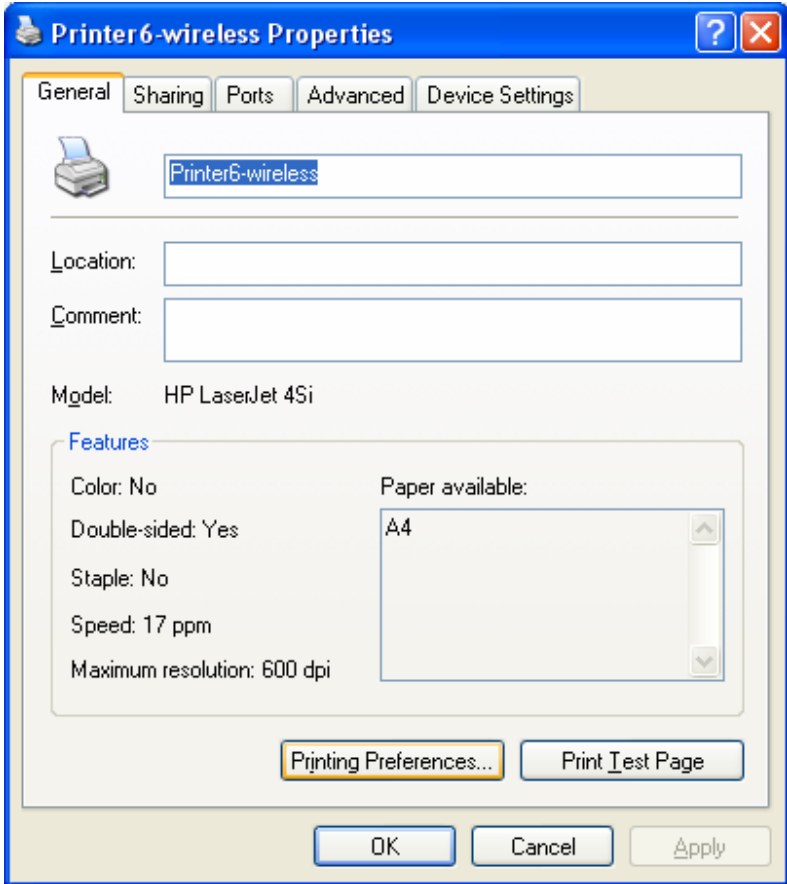 Printer6-wireless Properties
General Sharing Ports Advanced Device Settings
Printer6-wireless
Location:
Comment:
Model: HP LaserJet 4Si
Features
Color: No
Paper available:
Double-sided: Yes
A4
Staple: No
Speed: 17 ppm
Maximum resolution: 600 dpi
Printing Preferences... Print Test Page
OK Cancel Apply